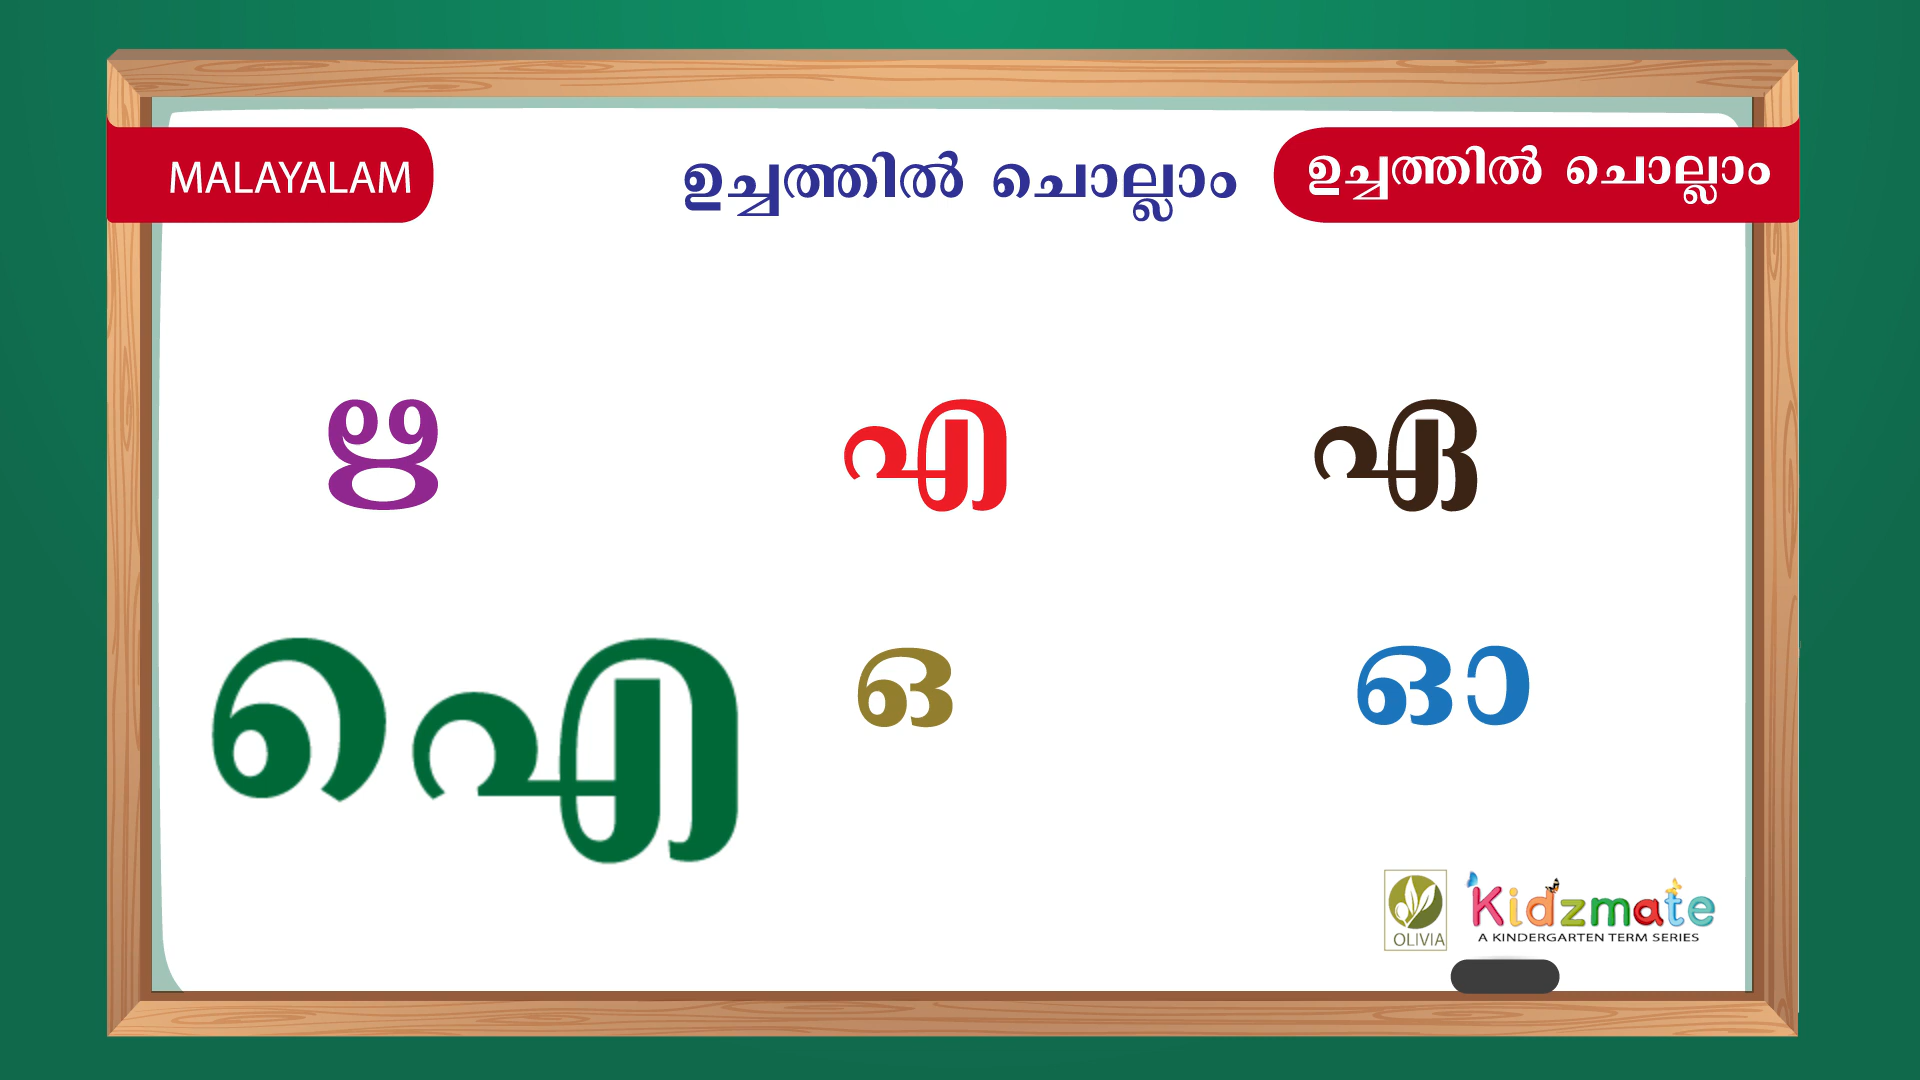 MALAYALAM
ഉച്ചത്തിൽ ചൊല്ലാം
ഉച്ചത്തിൽ ചൊല്ലാം
ഋ എ ഏ
ഐ ഒ ഓ
OLIVIA
Kidzmate
A KINDERGARTEN TERM SERIES